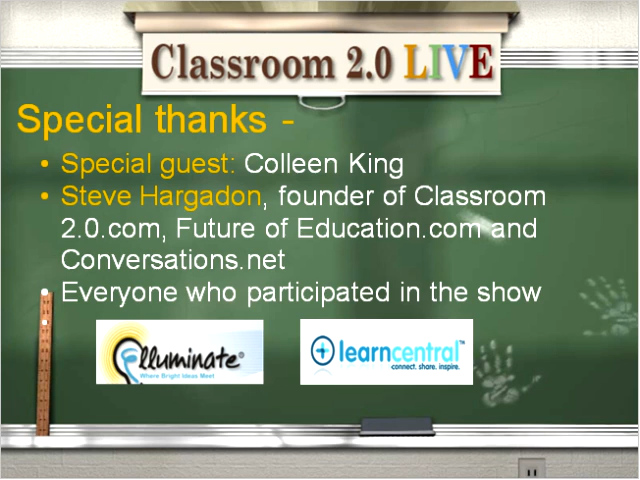 Classroom 2.0 LIVE
Special thanks -
• Special guest: Colleen King
• Steve Hargadon, founder of Classroom
2.0.com, Future of Education.com and
Conversations.net
• Everyone who participated in the show
•
elluminate®
Where Bright Ideas Meet
learncentral™
connect. share. inspire.